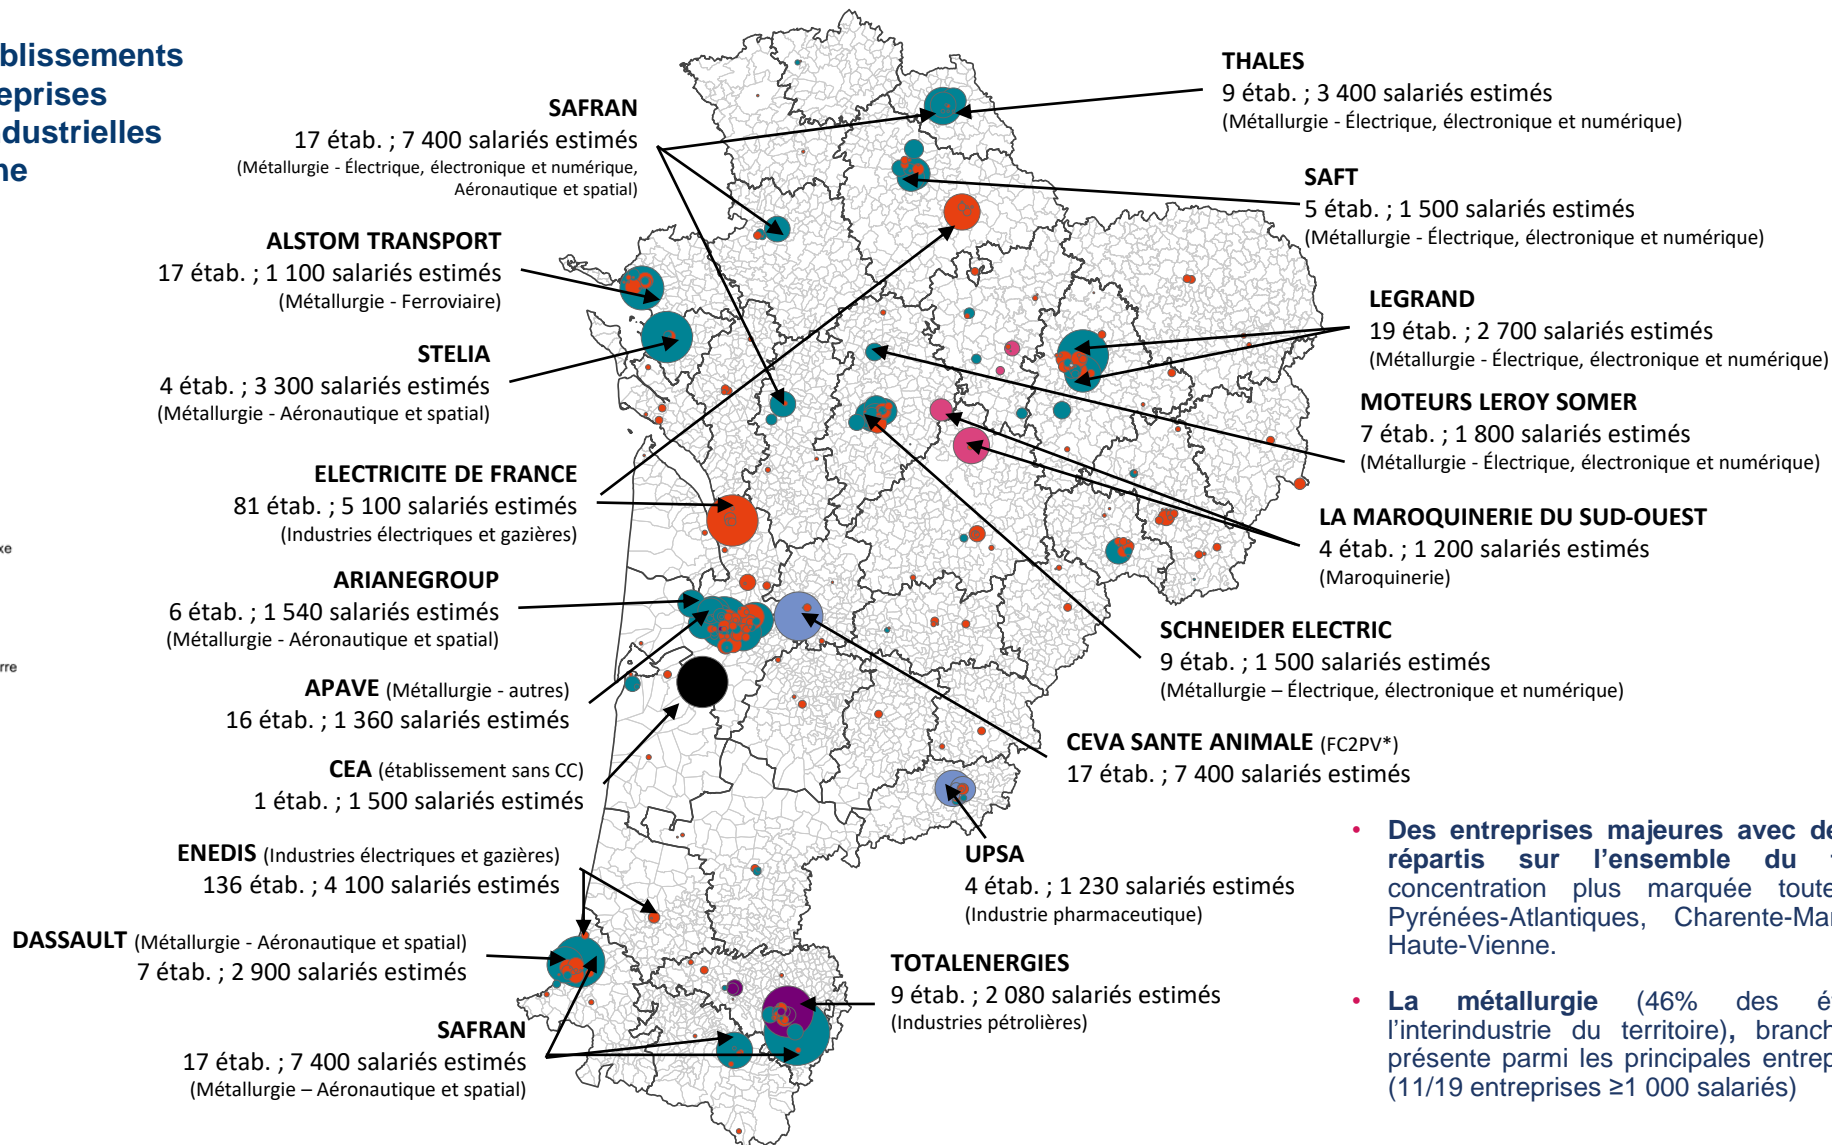 blissements
reprises
ndustrielles
ne
SAFRAN
17 étab. ; 7 400 salariés estimés
(Métallurgie - Électrique, électronique et numérique,
Aéronautique et spatial)
ALSTOM TRANSPORT
17 étab. ; 1 100 salariés estimés
(Métallurgie - Ferroviaire)
STELIA
4 étab. ; 3 300 salariés estimés
(Métallurgie - Aéronautique et spatial)
ELECTRICITE DE FRANCE
81 étab. ; 5 100 salariés estimés
(Industries électriques et gazières)
xe
ARIANEGROUP
6 étab. ; 1 540 salariés estimés
(Métallurgie - Aéronautique et spatial)
rre
APAVE (Métallurgie - autres)
16 étab. ; 1 360 salariés estimés
CEA (établissement sans CC)
1 étab. ; 1 500 salariés estimés
ENEDIS (Industries électriques et gazières)
136 étab. ; 4 100 salariés estimés
DASSAULT (Métallurgie - Aéronautique et spatial)
7 étab. ; 2 900 salariés estimés
SAFRAN
17 étab. ; 7 400 salariés estimés
(Métallurgie – Aéronautique et spatial)
THALES
9 étab. ; 3 400 salariés estimés
(Métallurgie - Électrique, électronique et numérique)
SAFT
5 étab. ; 1 500 salariés estimés
(Métallurgie - Électrique, électronique et numérique)
LEGRAND
19 étab. ; 2 700 salariés estimés
(Métallurgie - Électrique, électronique et numérique)
MOTEURS LEROY SOMER
7 étab. ; 1 800 salariés estimés
(Métallurgie - Électrique, électronique et numérique)
LA MAROQUINERIE DU SUD-OUEST
4 étab. ; 1 200 salariés estimés
(Maroquinerie)
SCHNEIDER ELECTRIC
9 étab. ; 1 500 salariés estimés
(Métallurgie – Électrique, électronique et numérique)
CEVA SANTE ANIMALE (FC2PV*)
17 étab. ; 7 400 salariés estimés
UPSA
4 étab. ; 1 230 salariés estimés
(Industrie pharmaceutique)
TOTALENERGIES
9 étab. ; 2 080 salariés estimés
(Industries pétrolières)
• Des entreprises majeures avec de
répartis sur l’ensemble du
concentration plus marquée toute
Pyrénées-Atlantiques, Charente-Mar
Haute-Vienne.
• La métallurgie (46% des é
l’interindustrie du territoire), branch
présente parmi les principales entrep
(11/19 entreprises ≥1 000 salariés)